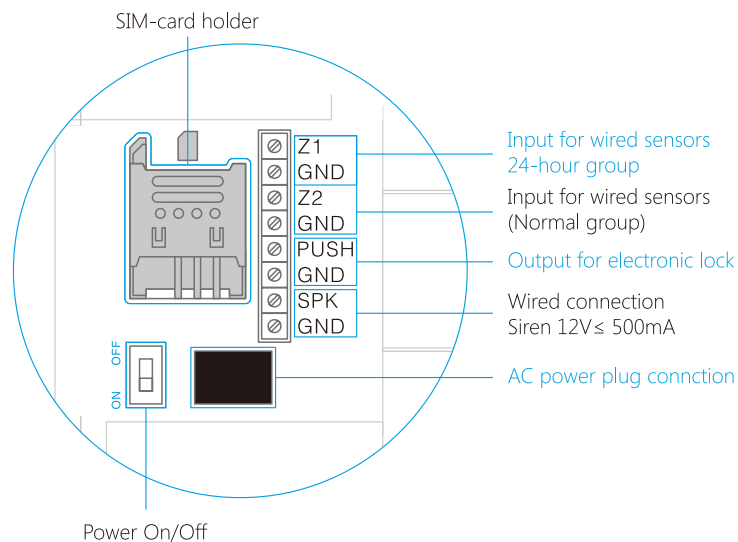 SIM-card holder
Z1
GND
Z2
GND
PUSH
GND
SPK
GND
Input for wired sensors
24-hour group
Input for wired sensors
(Normal group)
Output for electronic lock
Wired connection
Siren 12V≤ 500mA
AC power plug connction
OFF
ON
Power On/Off